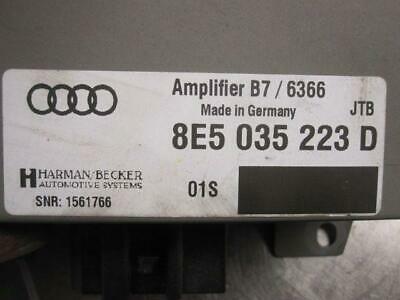 Amplifier B7 / 6366
Made in Germany
JTB
8E5 035 223 D
HARMAN/BECKER
AUTOMOTIVE SYSTEMS
01S
SNR: 1561766